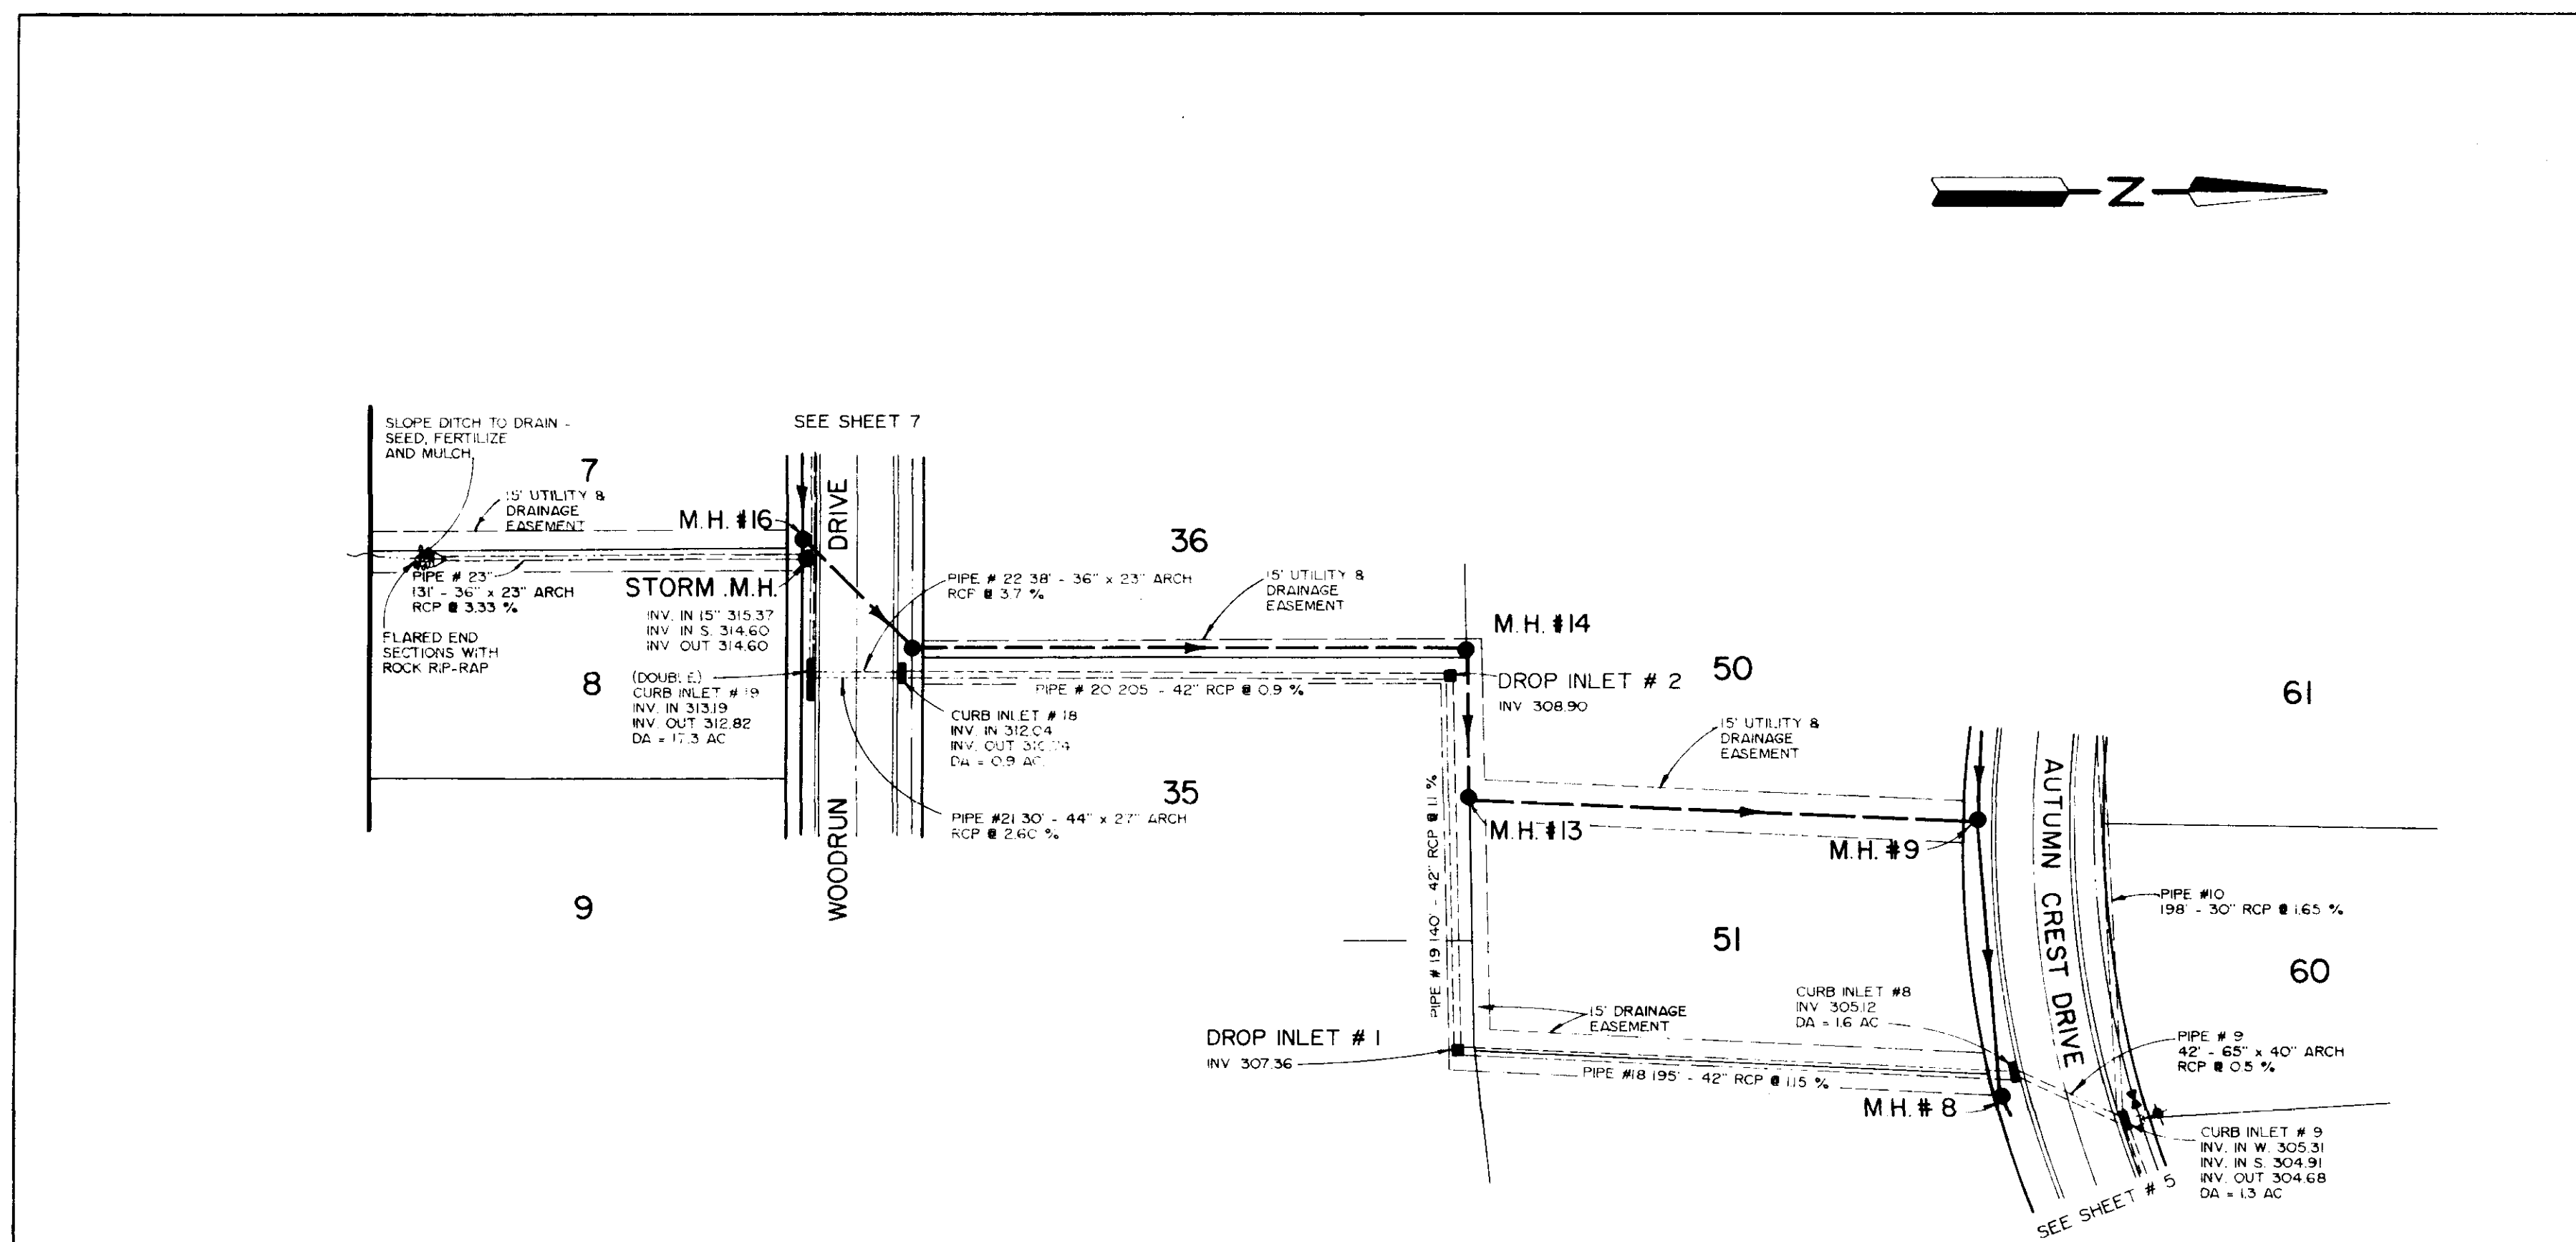 N
SEE SHEET 7
SLOPE DITCH TO DRAIN -
SEED, FERTILIZE
AND MULCH
7
15' UTILITY &
DRAINAGE
EASEMENT
M.H. #16
DRIVE
PIPE # 23"
131' - 36" x 23" ARCH
RCP @ 3.33 %
STORM .M.H.
INV. IN 15" 315.37
INV IN S. 314.60
INV OUT 314.60
FLARED END
SECTIONS WITH
ROCK RIP-RAP
8
(DOUBLE)
CURB INLET # 19
INV. IN 313.19
INV. OUT 312.82
DA = 17.3 AC
9
WOODRUN
36
PIPE # 22 38' - 36" x 23" ARCH
RCP @ 3.7 %
15' UTILITY &
DRAINAGE
EASEMENT
PIPE # 20 205 - 42" RCP @ 0.9 %
CURB INLET # 18
INV. IN 312.04
INV. OUT
DA = 0.9 AC.
35
PIPE #21 30' - 44" x 27" ARCH
RCP @ 2.60 %
M.H. #14
DROP INLET # 2
INV 308.90
50
15' UTILITY &
DRAINAGE
EASEMENT
61
M.H. #13
M.H. #9
PIPE # 19 140' - 42" RCP @ 1.1 %
AUTUMN CREST DRIVE
PIPE #10
198' - 30" RCP @ 1.65 %
51
60
CURB INLET #8
INV 305.12
DA = 1.6 AC
15' DRAINAGE
EASEMENT
DROP INLET # 1
INV 307.36
PIPE #18 195' - 42" RCP @ 1.15 %
M.H. # 8
PIPE # 9
42' - 65" x 40" ARCH
RCP @ 0.5 %
CURB INLET # 9
INV. IN W. 305.31
INV. IN S. 304.91
INV. OUT 304.68
DA = 1.3 AC
SEE SHEET # 5